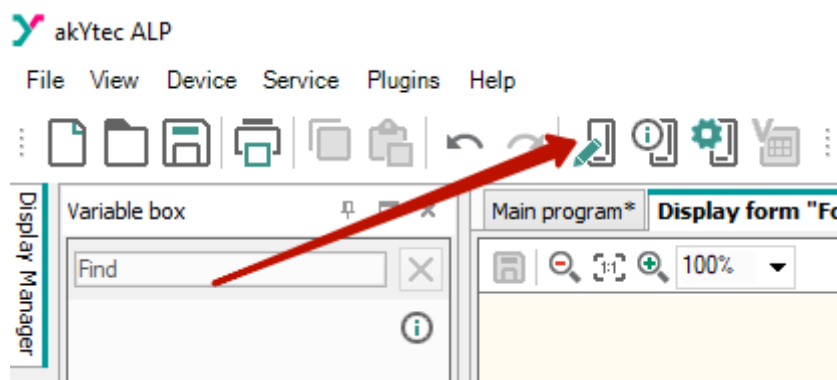 akYtec ALP
File View Device Service Plugins Help
Variable box
Main program* Display form "Fo
Find
100%
Display Manager